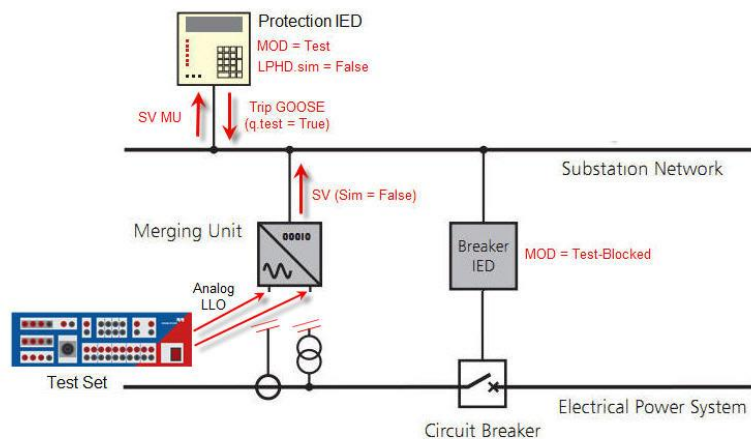 Protection IED
MOD = Test
LPHD.sim = False
SV MU
Trip GOOSE
(q.test = True)
Substation Network
SV (Sim = False)
Merging Unit
00010
Breaker
IED
MOD = Test-Blocked
Analog
LLO
Test Set
Electrical Power System
Circuit Breaker